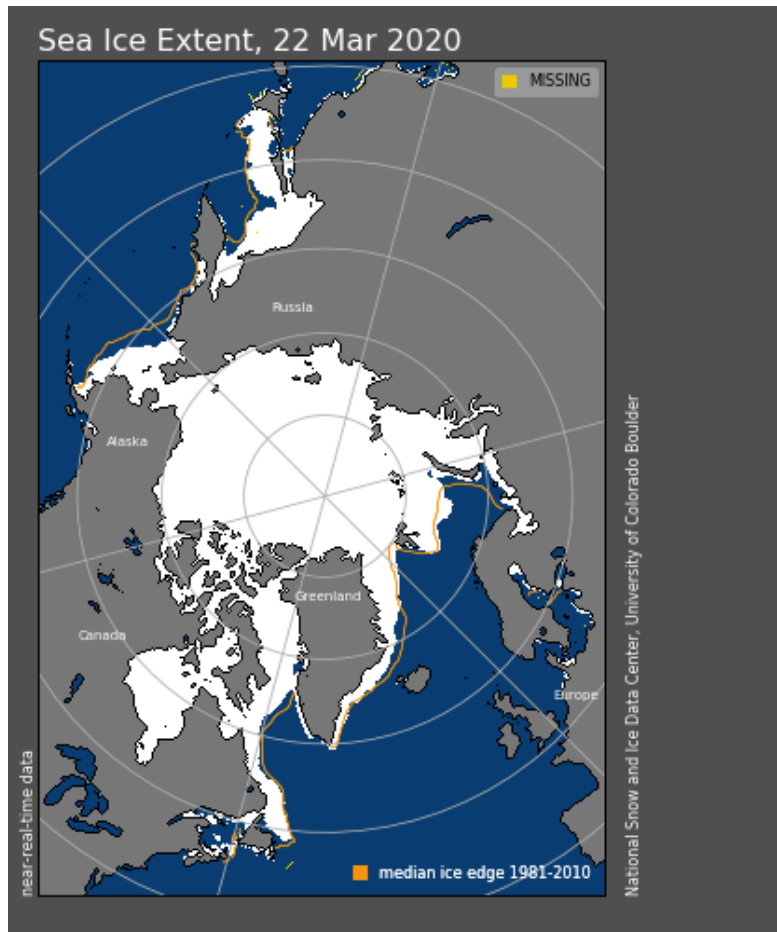 Sea Ice Extent, 22 Mar 2020
MISSING
Russia
Alaska
Greenland
Canada
Europe
near-real-time data
National Snow and Ice Data Center, University of Colorado Boulder
median ice edge 1981-2010